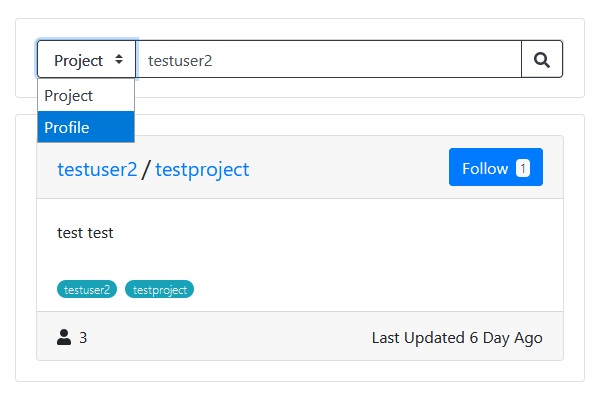 Project testuser2
Project
Profile
testuser2 / testproject Follow 1
test test
testuser2 testproject
3 Last Updated 6 Day Ago